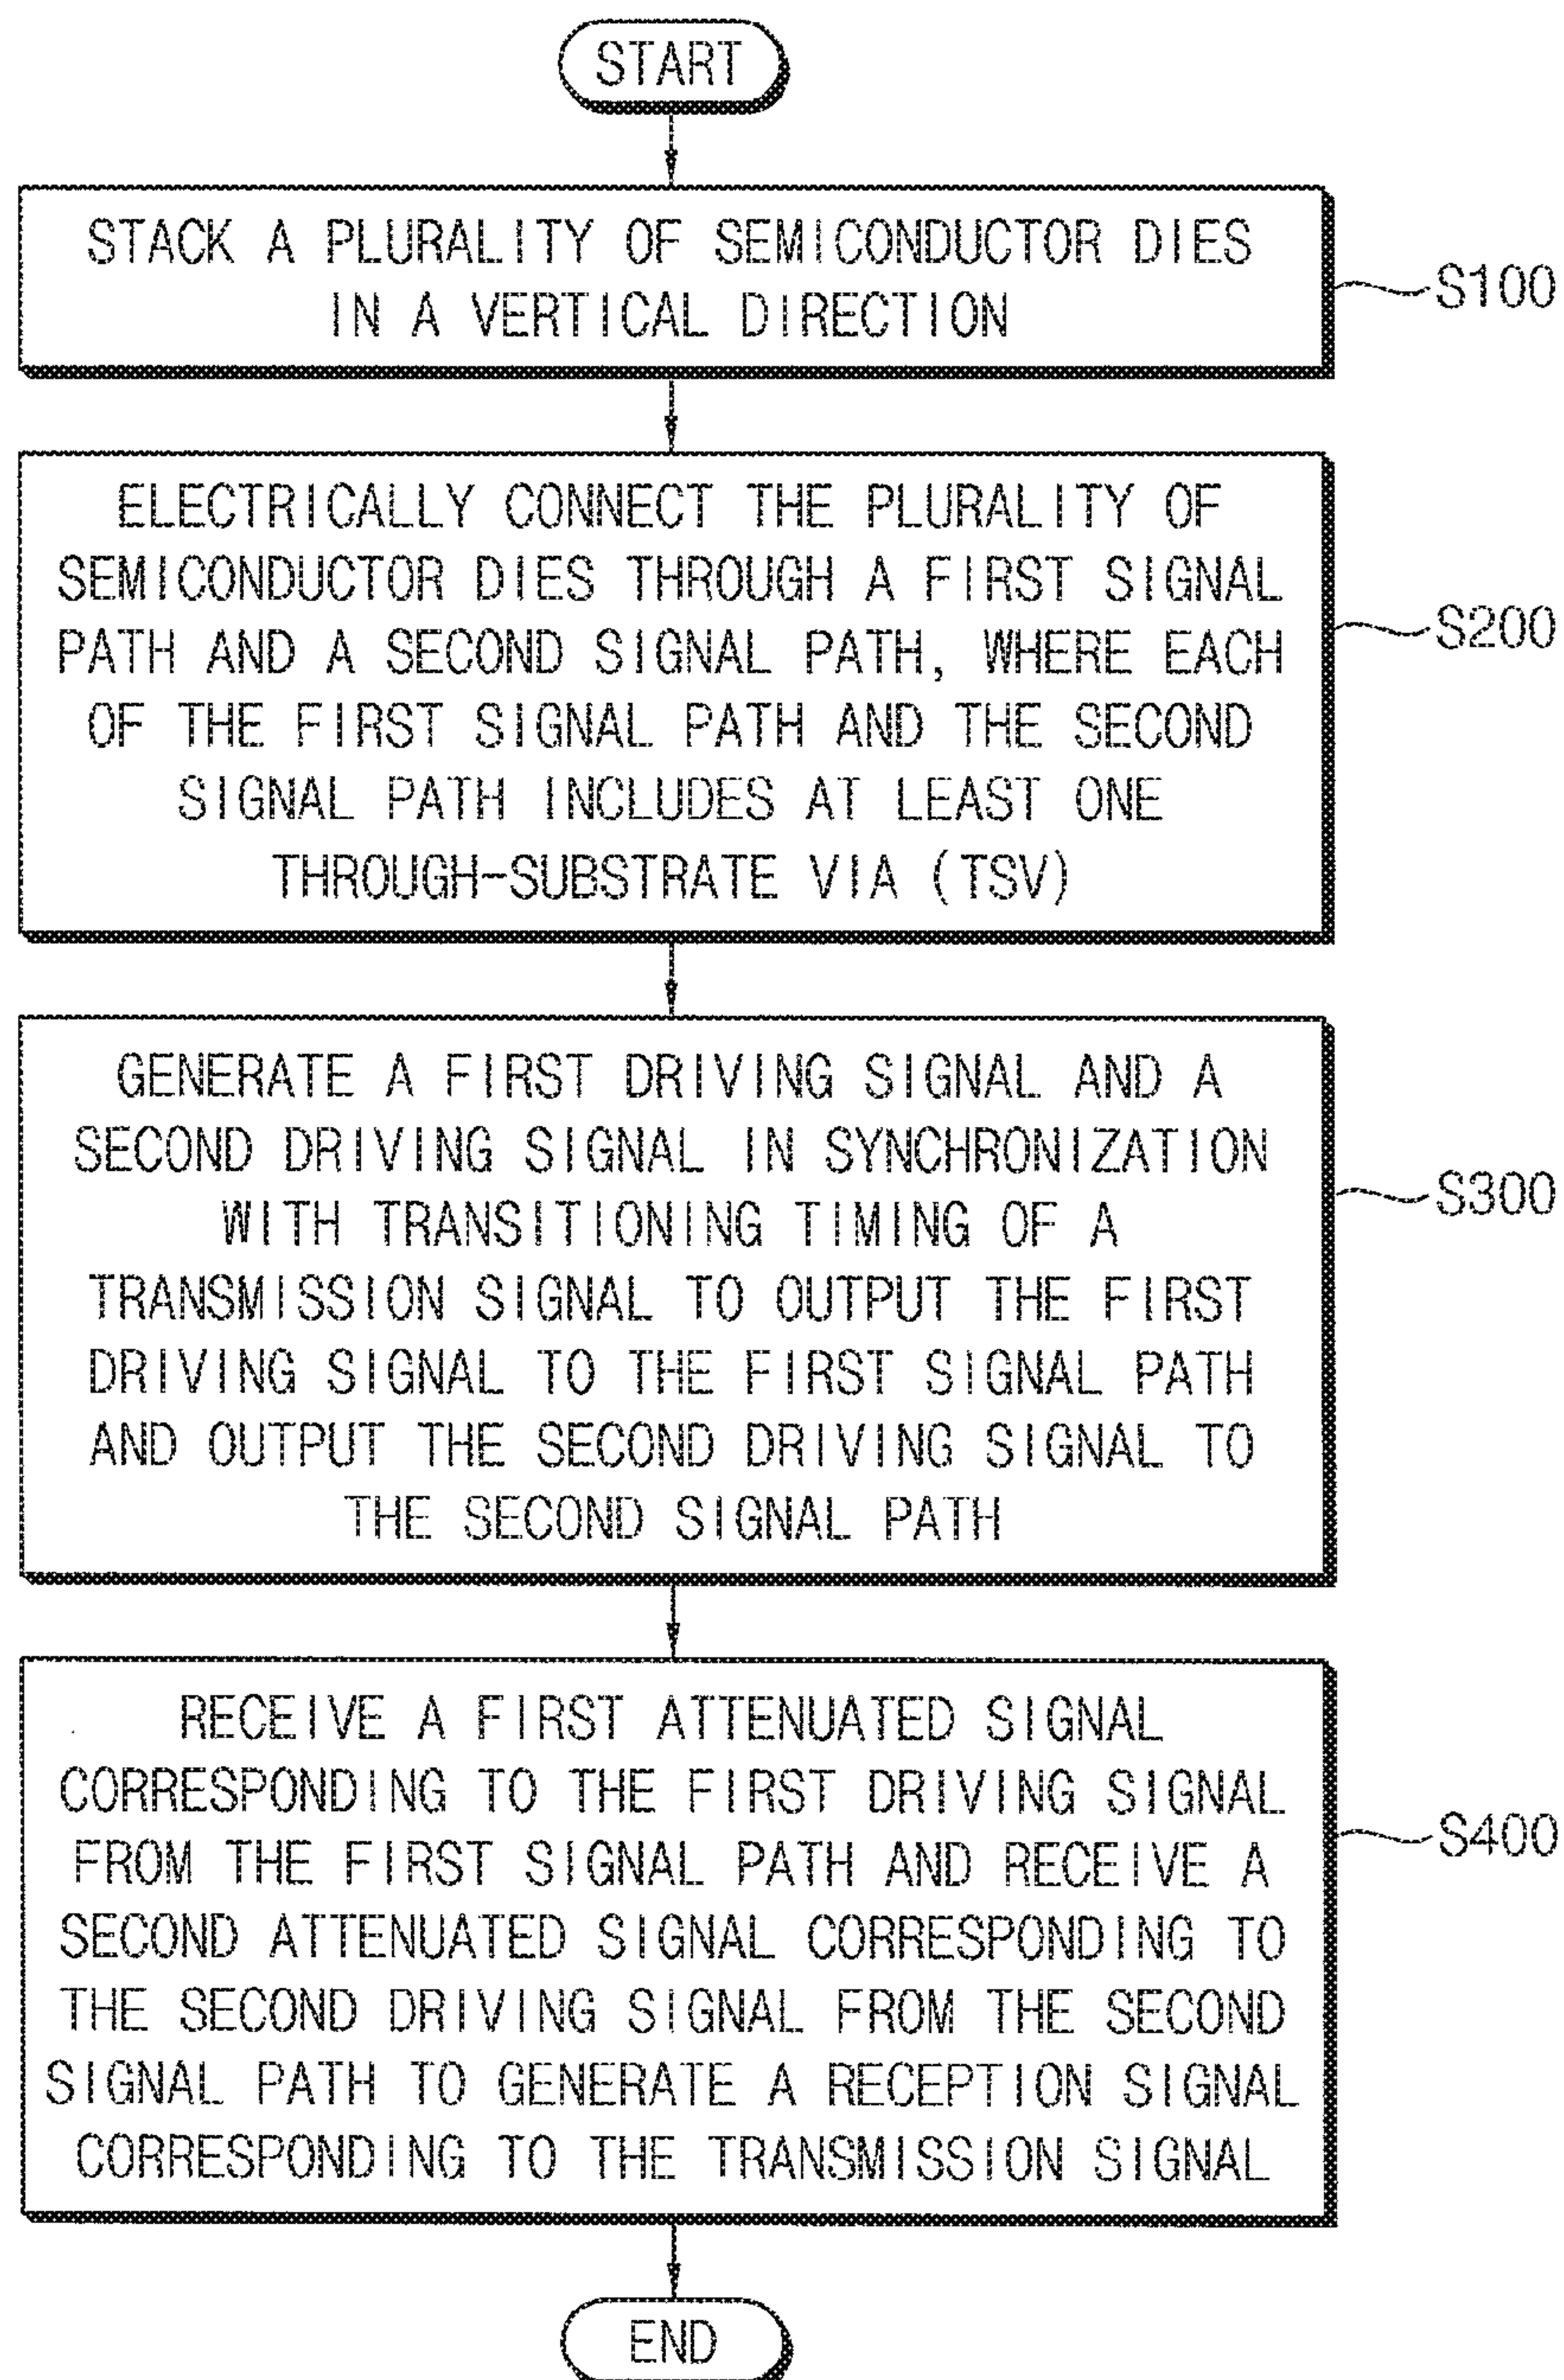 START
STACK A PLURALITY OF SEMICONDUCTOR DIES
IN A VERTICAL DIRECTION
S100
ELECTRICALLY CONNECT THE PLURALITY OF
SEMICONDUCTOR DIES THROUGH A FIRST SIGNAL
PATH AND A SECOND SIGNAL PATH, WHERE EACH
OF THE FIRST SIGNAL PATH AND THE SECOND
SIGNAL PATH INCLUDES AT LEAST ONE
THROUGH-SUBSTRATE VIA (TSV)
S200
GENERATE A FIRST DRIVING SIGNAL AND A
SECOND DRIVING SIGNAL IN SYNCHRONIZATION
WITH TRANSITIONING TIMING OF A
TRANSMISSION SIGNAL TO OUTPUT THE FIRST
DRIVING SIGNAL TO THE FIRST SIGNAL PATH
AND OUTPUT THE SECOND DRIVING SIGNAL TO
THE SECOND SIGNAL PATH
S300
RECEIVE A FIRST ATTENUATED SIGNAL
CORRESPONDING TO THE FIRST DRIVING SIGNAL
FROM THE FIRST SIGNAL PATH AND RECEIVE A
SECOND ATTENUATED SIGNAL CORRESPONDING TO
THE SECOND DRIVING SIGNAL FROM THE SECOND
SIGNAL PATH TO GENERATE A RECEPTION SIGNAL
CORRESPONDING TO THE TRANSMISSION SIGNAL
S400
END